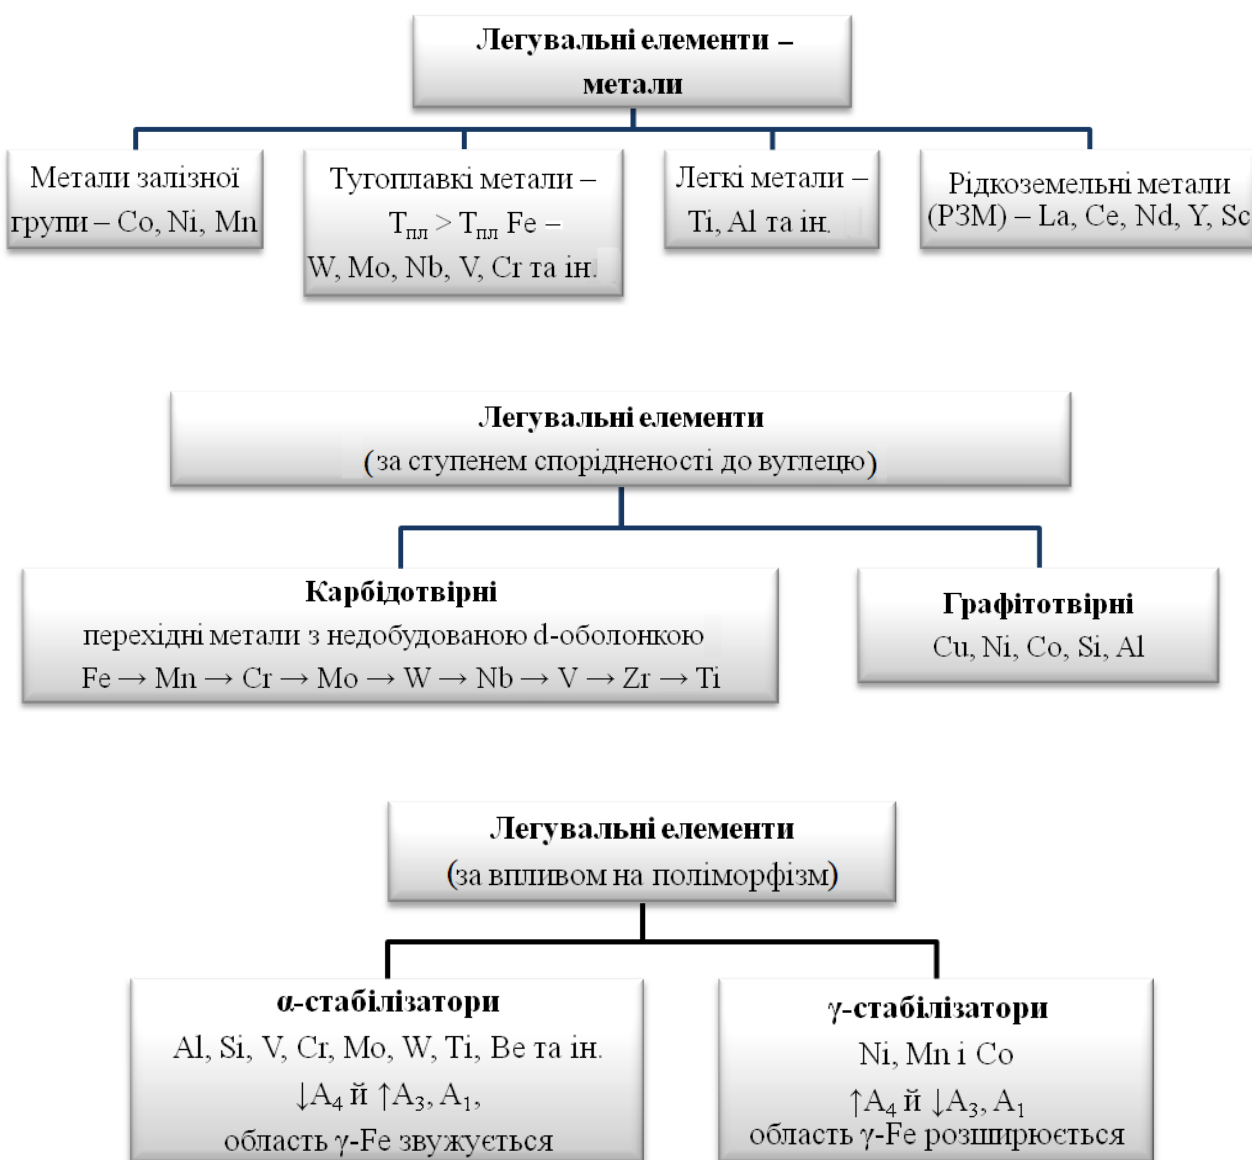 Легувальні елементи –
метали
Метали залізної
групи – Co, Ni, Mn
Тугоплавкі метали –
Tпл > Tпл Fe –
W, Mo, Nb, V, Cr та ін.
Легкі метали –
Ti, Al та ін.
Рідкоземельні метали
(РЗМ) – La, Ce, Nd, Y, Sc
Легувальні елементи
(за ступенем спорідненості до вуглецю)
Карбідотвірні
перехідні метали з недобудованою d-оболонкою
Fe → Mn → Cr → Mo → W → Nb → V → Zr → Ti
Графітотвірні
Cu, Ni, Co, Si, Al
Легувальні елементи
(за впливом на поліморфізм)
α-стабілізатори
Al, Si, V, Cr, Mo, W, Ti, Be та ін.
↓A₄ й ↑A₃, A₁,
область γ-Fe звужується
γ-стабілізатори
Ni, Mn і Co
↑A₄ й ↓A₃, A₁
область γ-Fe розширюється